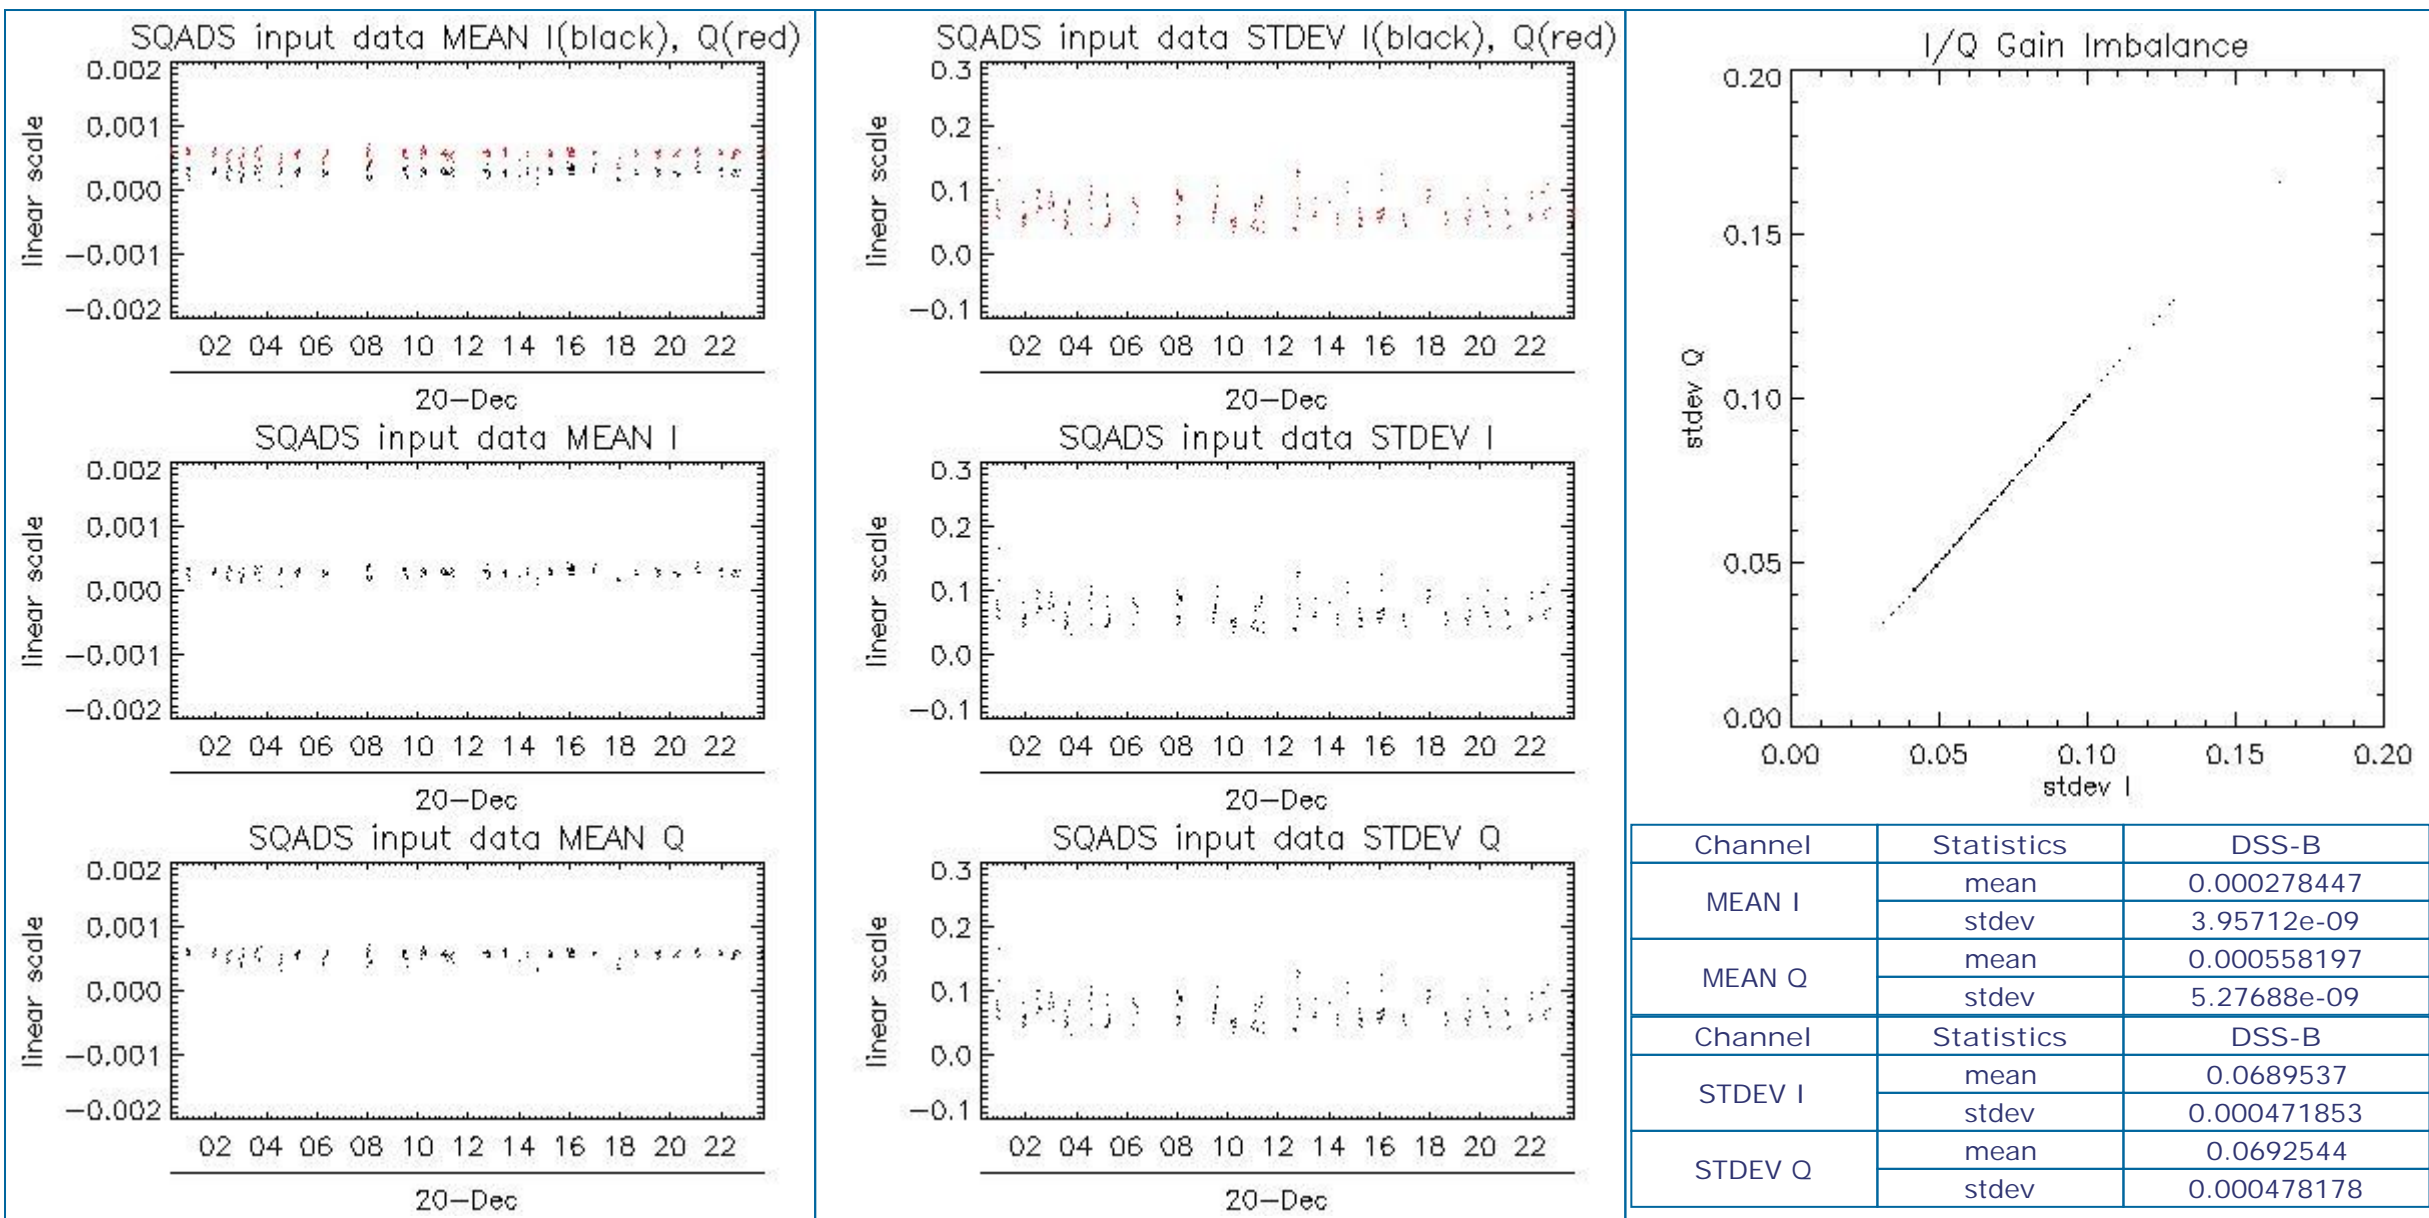 SQADS input data MEAN I(black), Q(red)
0.002
0.001
0.000
−0.001
−0.002
linear scale
02 04 06 08 10 12 14 16 18 20 22
20−Dec
SQADS input data MEAN I
0.002
0.001
0.000
−0.001
−0.002
linear scale
02 04 06 08 10 12 14 16 18 20 22
20−Dec
SQADS input data MEAN Q
0.002
0.001
0.000
−0.001
−0.002
linear scale
02 04 06 08 10 12 14 16 18 20 22
20−Dec
SQADS input data STDEV I(black), Q(red)
0.3
0.2
0.1
0.0
−0.1
linear scale
02 04 06 08 10 12 14 16 18 20 22
20−Dec
SQADS input data STDEV I
0.3
0.2
0.1
0.0
−0.1
linear scale
02 04 06 08 10 12 14 16 18 20 22
20−Dec
SQADS input data STDEV Q
0.3
0.2
0.1
0.0
−0.1
linear scale
02 04 06 08 10 12 14 16 18 20 22
20−Dec
I/Q Gain Imbalance
0.20
0.15
0.10
0.05
0.00
stdev Q
0.00 0.05 0.10 0.15 0.20
stdev I
Channel Statistics DSS-B
MEAN I mean 0.000278447
stdev 3.95712e-09
MEAN Q mean 0.000558197
stdev 5.27688e-09
Channel Statistics DSS-B
STDEV I mean 0.0689537
stdev 0.000471853
STDEV Q mean 0.0692544
stdev 0.000478178